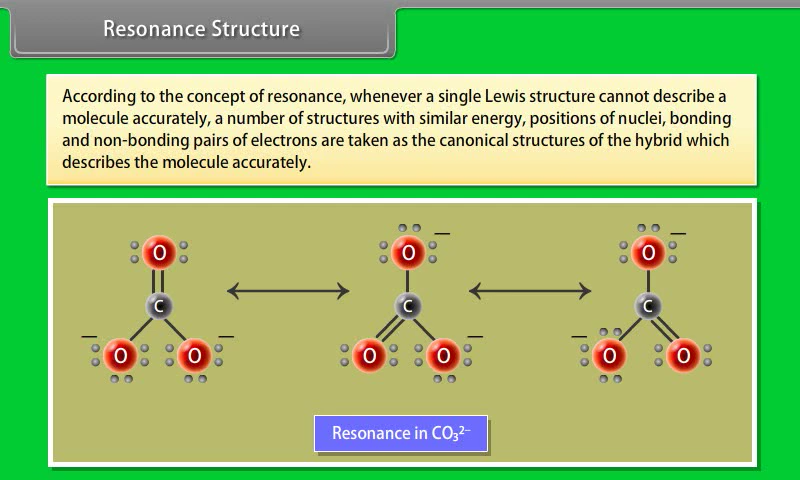 Resonance Structure
According to the concept of resonance, whenever a single Lewis structure cannot describe a
molecule accurately, a number of structures with similar energy, positions of nuclei, bonding
and non-bonding pairs of electrons are taken as the canonical structures of the hybrid which
describes the molecule accurately.
O O – O –
C C C
– O O – O O – – O O
Resonance in CO₃²⁻